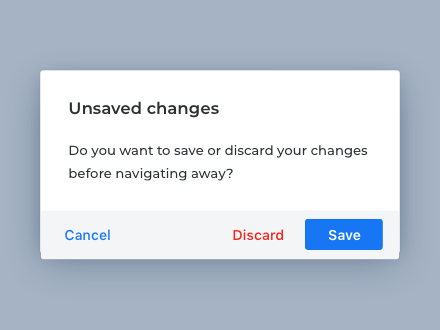 Unsaved changes
Do you want to save or discard your changes
before navigating away?
Cancel Discard Save